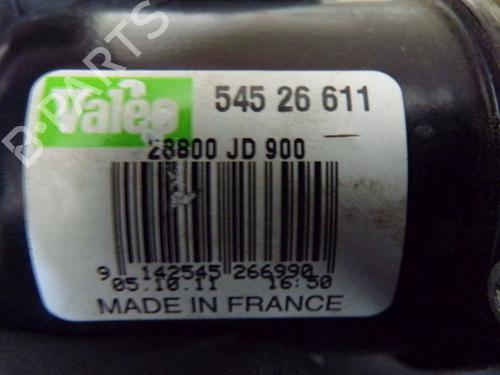 B-PARTS
Valeo
545 26 611
28800 JD 900
9 142545 266990
05.10.11 16:50
MADE IN FRANCE